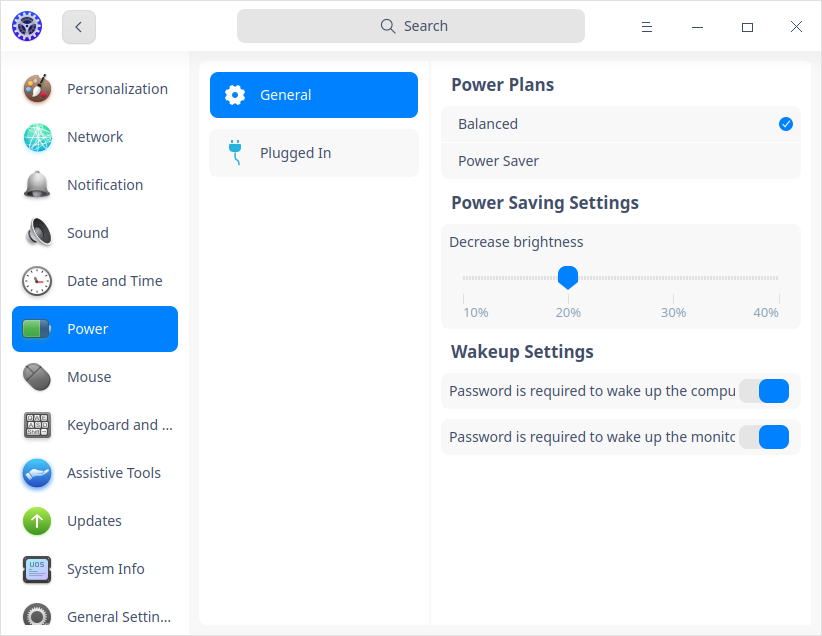 Search
Personalization
Network
Notification
Sound
Date and Time
Power
Mouse
Keyboard and ...
Assistive Tools
Updates
UOS
System Info
General Settin...
General
Plugged In
Power Plans
Balanced
Power Saver
Power Saving Settings
Decrease brightness
10% 20% 30% 40%
Wakeup Settings
Password is required to wake up the compu
Password is required to wake up the monito